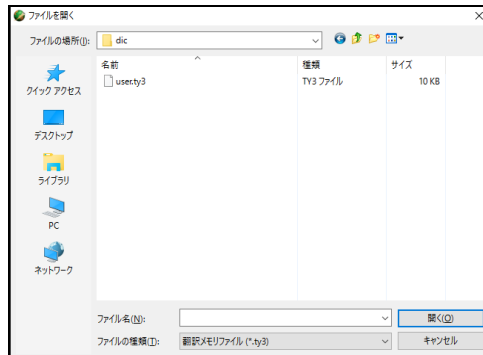 ファイルを開く
ファイルの場所(I): dic
名前 種類 サイズ
user.ty3 TY3 ファイル 10 KB
クイック アクセス
デスクトップ
ライブラリ
PC
ネットワーク
ファイル名(N): 開く(O)
ファイルの種類(T): 翻訳メモリファイル (*.ty3) キャンセル